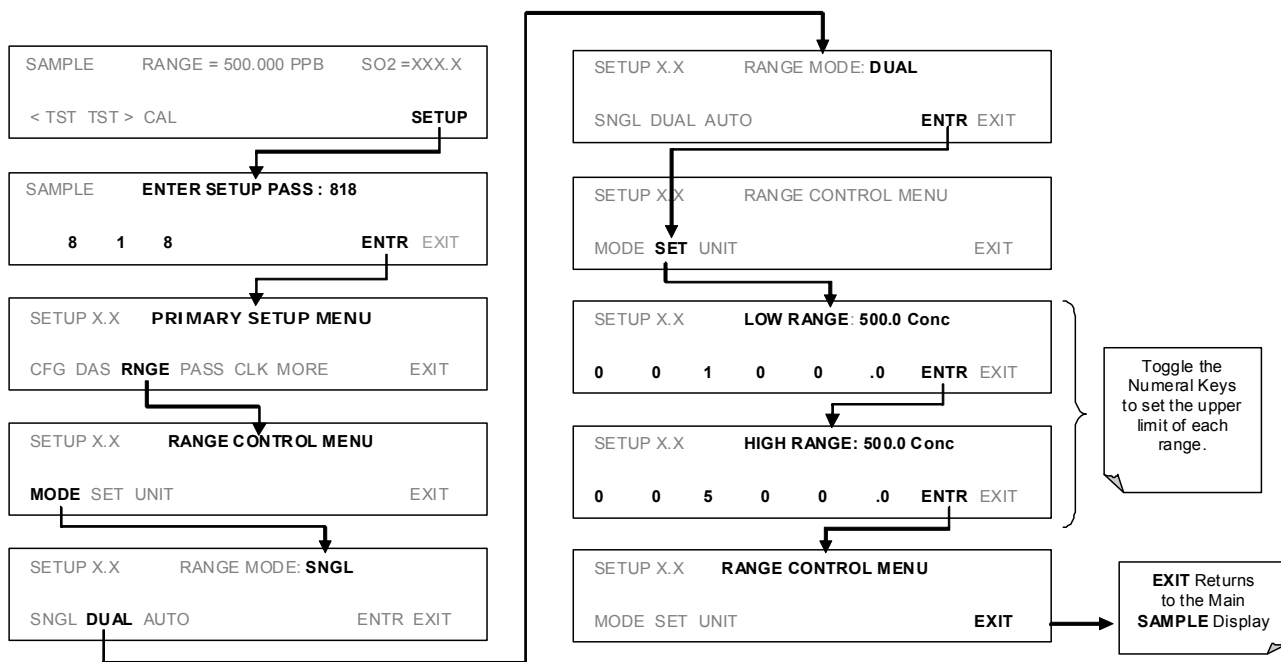 SAMPLE RANGE = 500.000 PPB SO2 =XXX.X
< TST TST > CAL SETUP
SAMPLE ENTER SETUP PASS : 818
8 1 8 ENTR EXIT
SETUP X.X PRIMARY SETUP MENU
CFG DAS RNGE PASS CLK MORE EXIT
SETUP X.X RANGE CONTROL MENU
MODE SET UNIT EXIT
SETUP X.X RANGE MODE: SNGL
SNGL DUAL AUTO ENTR EXIT
SETUP X.X RANGE MODE: DUAL
SNGL DUAL AUTO ENTR EXIT
SETUP X.X RANGE CONTROL MENU
MODE SET UNIT EXIT
SETUP X.X LOW RANGE: 500.0 Conc
0 0 1 0 0 .0 ENTR EXIT
SETUP X.X HIGH RANGE: 500.0 Conc
0 0 5 0 0 .0 ENTR EXIT
SETUP X.X RANGE CONTROL MENU
MODE SET UNIT EXIT
Toggle the
Numeral Keys
to set the upper
limit of each
range.
EXIT Returns
to the Main
SAMPLE Display